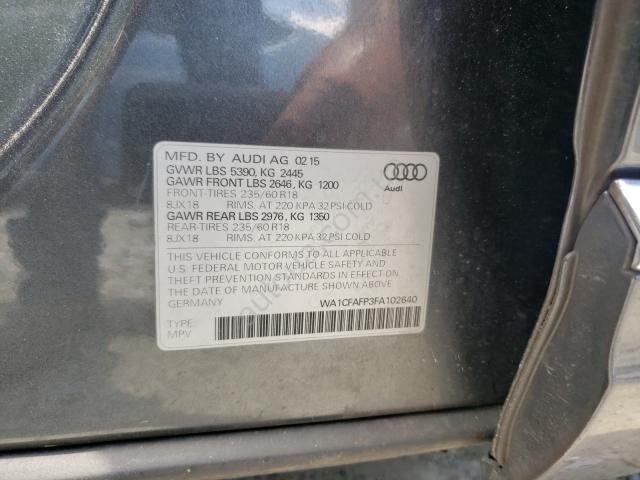 MFD. BY AUDI AG 02 15
GVWR LBS 5390, KG 2445
GAWR FRONT LBS 2646, KG 1200
FRONT-TIRES 235/60 R18
8JX18 RIMS. AT 220 KPA 32 PSI COLD
GAWR REAR LBS 2976, KG 1350
REAR-TIRES 235/60 R18
8JX18 RIMS. AT 220 KPA 32 PSI COLD
Audi
THIS VEHICLE CONFORMS TO ALL APPLICABLE
U.S. FEDERAL MOTOR VEHICLE SAFETY AND
THEFT PREVENTION STANDARDS IN EFFECT ON
THE DATE OF MANUFACTURE SHOWN ABOVE.
GERMANY WA1CFAFP3FA102640
TYPE:
MPV